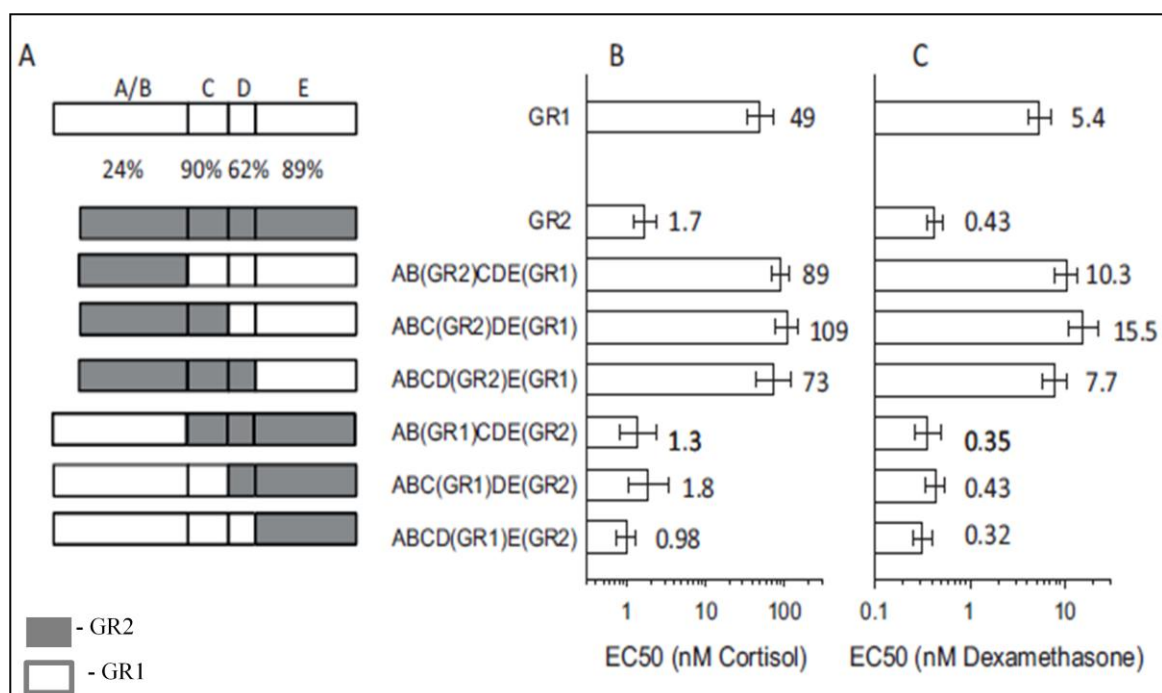 A B C
A/B C D E
GR1 49 5.4
24% 90% 62% 89%
GR2 1.7 0.43
AB(GR2)CDE(GR1) 89 10.3
ABC(GR2)DE(GR1) 109 15.5
ABCD(GR2)E(GR1) 73 7.7
AB(GR1)CDE(GR2) 1.3 0.35
ABC(GR1)DE(GR2) 1.8 0.43
ABCD(GR1)E(GR2) 0.98 0.32
1 10 100 0.1 1 10
EC50 (nM Cortisol) EC50 (nM Dexamethasone)
- GR2
- GR1